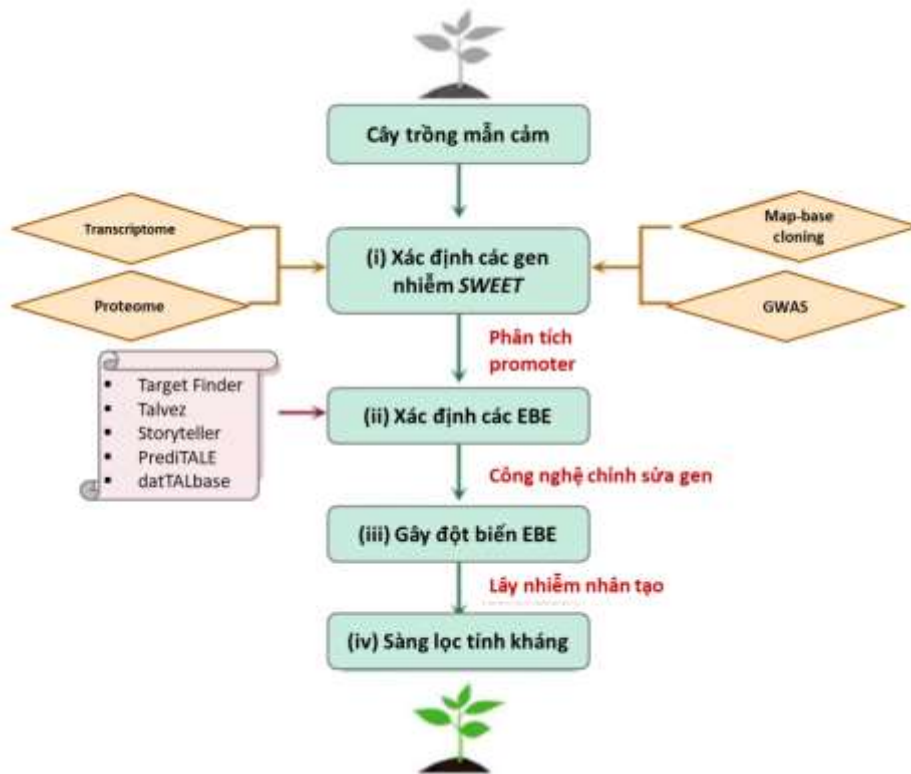 Cây trồng mẫn cảm
Transcriptome
Proteome
Map-base
cloning
GWAS
(i) Xác định các gen
nhiễm SWEET
Phân tích
promoter
▪ Target Finder
▪ Talvez
▪ Storyteller
▪ PrediTALE
▪ datTALbase
(ii) Xác định các EBE
Công nghệ chỉnh sửa gen
(iii) Gây đột biến EBE
Lây nhiễm nhân tạo
(iv) Sàng lọc tính kháng